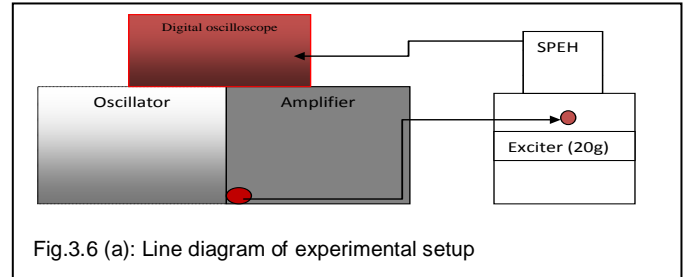 Digital oscilloscope
SPEH
Oscillator
Amplifier
Exciter (20g)
Fig.3.6 (a): Line diagram of experimental setup